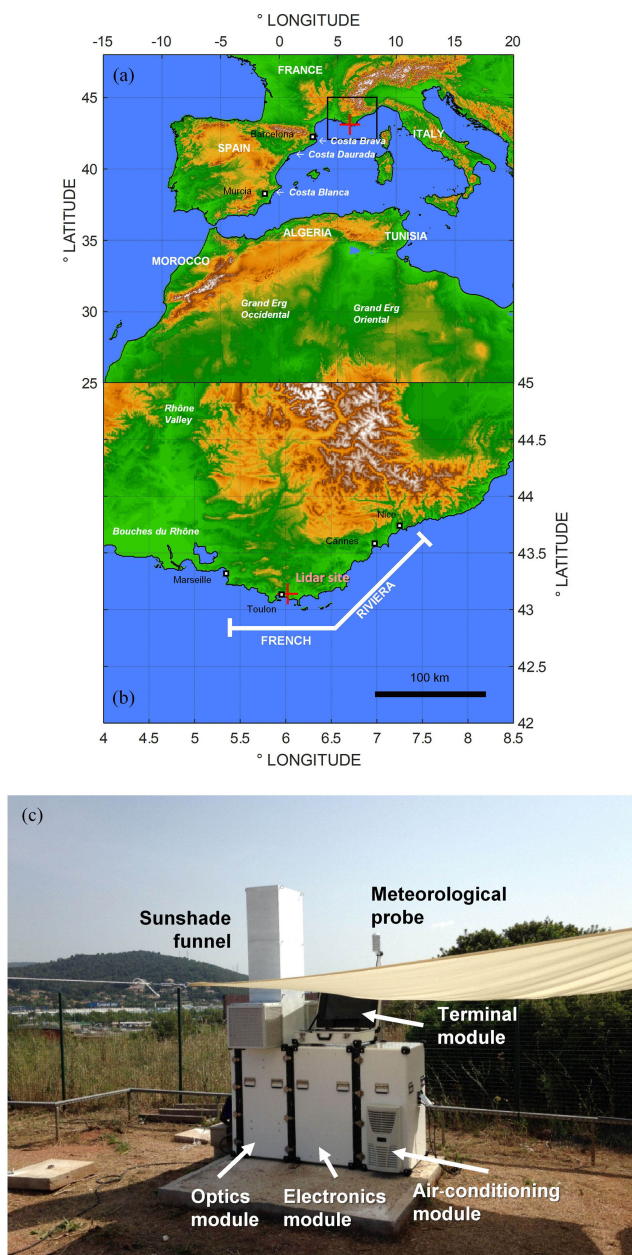 ° LONGITUDE
-15 -10 -5 0 5 10 15 20
(a)
FRANCE
45
Barcelona
ITALY
← Costa Brava
SPAIN
← Costa Daurada
40
Murcia
← Costa Blanca
° LATITUDE
ALGERIA
TUNISIA
35
MOROCCO
Grand Erg
Occidental
Grand Erg
Oriental
30
25
45
Rhône
Valley
44.5
44
Nice
Bouches du Rhône
Cannes
43.5
° LATITUDE
Marseille
Lidar site
Toulon
43
FRENCH
RIVIERA
42.5
100 km
(b)
42
4 4.5 5 5.5 6 6.5 7 7.5 8 8.5
° LONGITUDE
(c)
Sunshade
funnel
Meteorological
probe
Terminal
module
Optics
module
Electronics
module
Air-conditioning
module